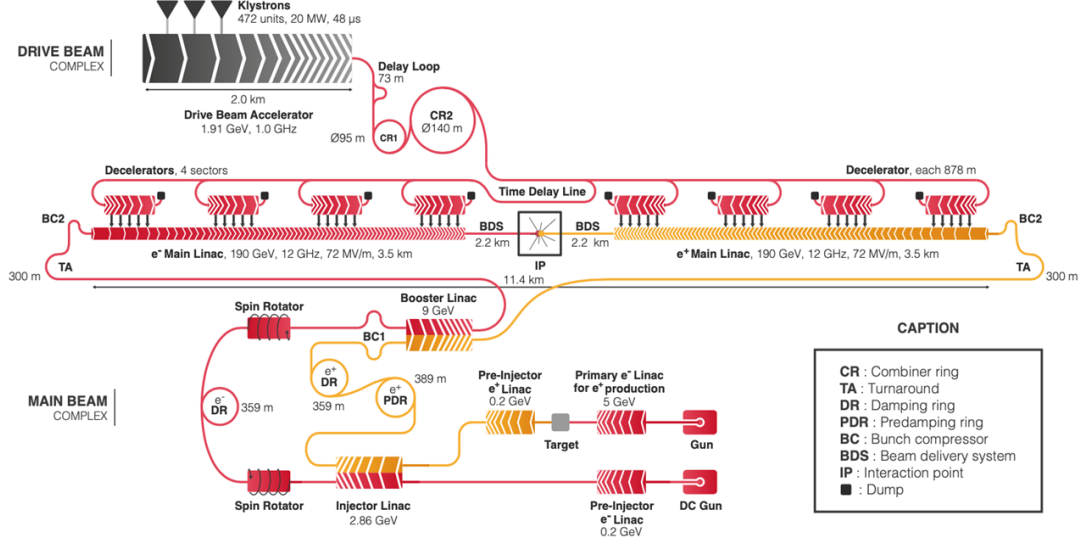 Klystrons
472 units, 20 MW, 48 µs
DRIVE BEAM
COMPLEX
Delay Loop
73 m
2.0 km
Drive Beam Accelerator
1.91 GeV, 1.0 GHz
CR2
Ø140 m
Ø95 m
CR1
Decelerators, 4 sectors
Decelerator, each 878 m
Time Delay Line
BC2
BDS
2.2 km
BDS
2.2 km
BC2
e- Main Linac, 190 GeV, 12 GHz, 72 MV/m, 3.5 km
IP
e+ Main Linac, 190 GeV, 12 GHz, 72 MV/m, 3.5 km
TA
300 m
11.4 km
TA
300 m
Booster Linac
9 GeV
Spin Rotator
BC1
MAIN BEAM
COMPLEX
e-
DR
359 m
e+
DR
359 m
e+
PDR
389 m
Pre-Injector
e+ Linac
0.2 GeV
Primary e- Linac
for e+ production
5 GeV
Target
Gun
Spin Rotator
Injector Linac
2.86 GeV
Pre-Injector
e- Linac
0.2 GeV
DC Gun
CAPTION
CR : Combiner ring
TA : Turnaround
DR : Damping ring
PDR : Predamping ring
BC : Bunch compressor
BDS : Beam delivery system
IP : Interaction point
: Dump